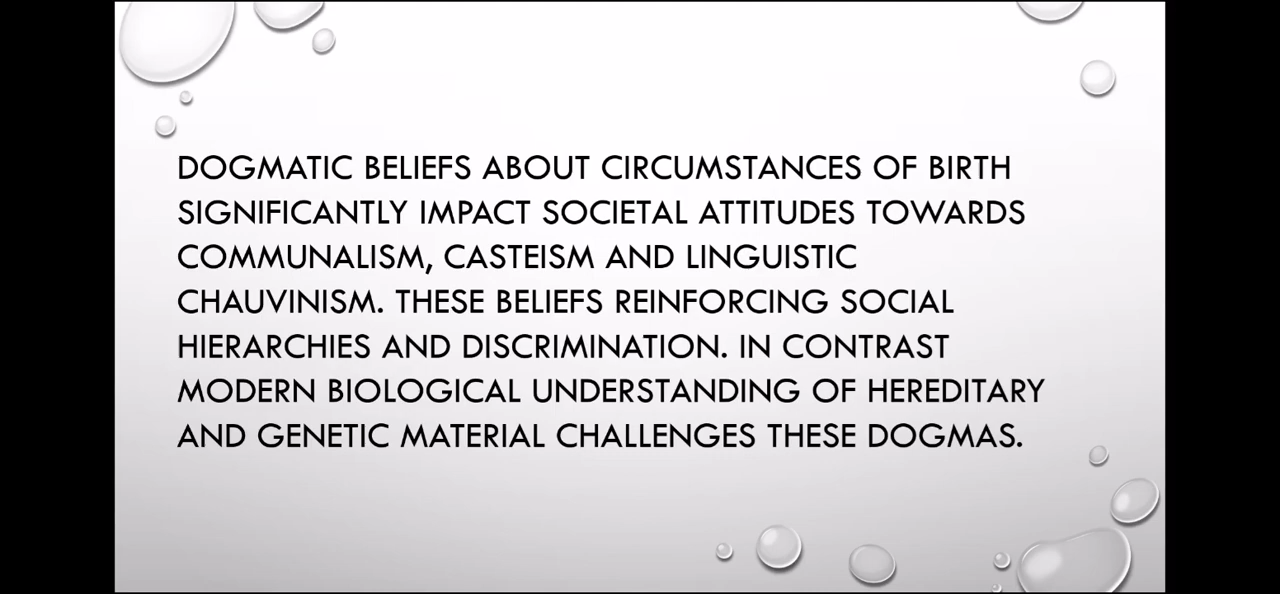 DOGMATIC BELIEFS ABOUT CIRCUMSTANCES OF BIRTH
SIGNIFICANTLY IMPACT SOCIETAL ATTITUDES TOWARDS
COMMUNALISM, CASTEISM AND LINGUISTIC
CHAUVINISM. THESE BELIEFS REINFORCING SOCIAL
HIERARCHIES AND DISCRIMINATION. IN CONTRAST
MODERN BIOLOGICAL UNDERSTANDING OF HEREDITARY
AND GENETIC MATERIAL CHALLENGES THESE DOGMAS.